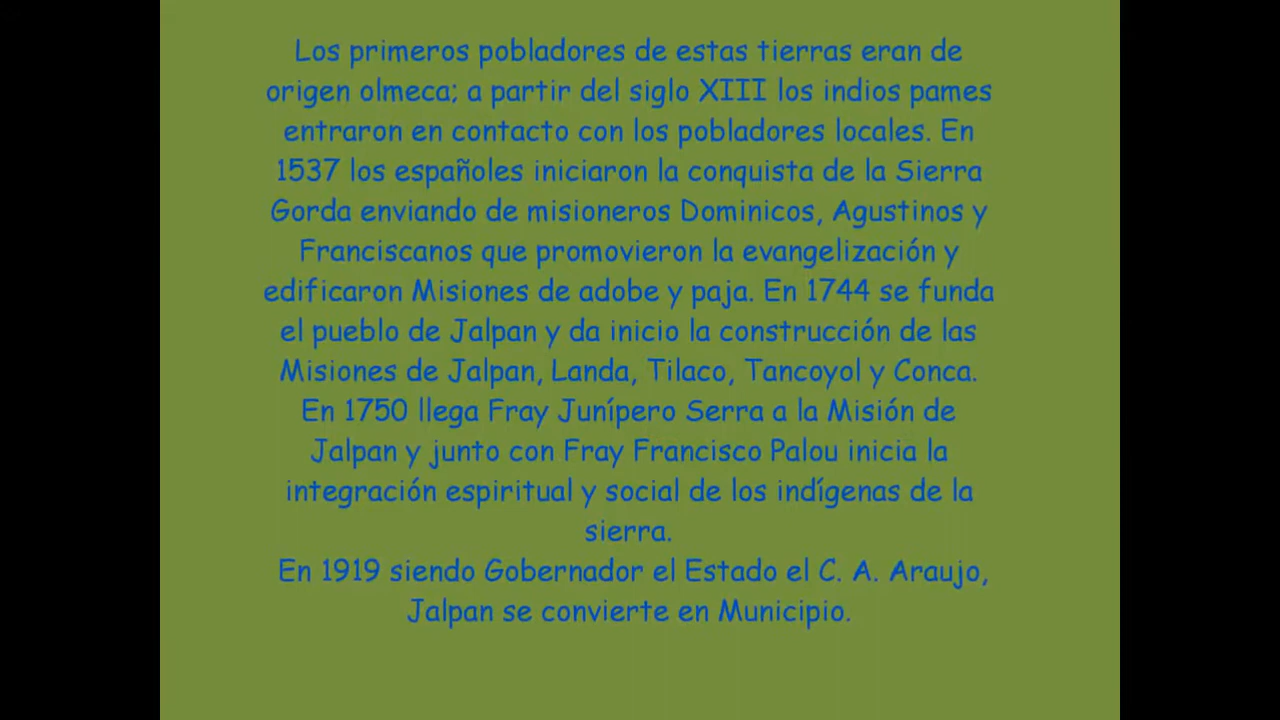 Los primeros pobladores de estas tierras eran de
origen olmeca; a partir del siglo XIII los indios pames
entraron en contacto con los pobladores locales. En
1537 los españoles iniciaron la conquista de la Sierra
Gorda enviando de misioneros Dominicos, Agustinos y
Franciscanos que promovieron la evangelización y
edificaron Misiones de adobe y paja. En 1744 se funda
el pueblo de Jalpan y da inicio la construcción de las
Misiones de Jalpan, Landa, Tilaco, Tancoyol y Conca.
En 1750 llega Fray Junípero Serra a la Misión de
Jalpan y junto con Fray Francisco Palou inicia la
integración espiritual y social de los indígenas de la
sierra.
En 1919 siendo Gobernador el Estado el C. A. Araujo,
Jalpan se convierte en Municipio.